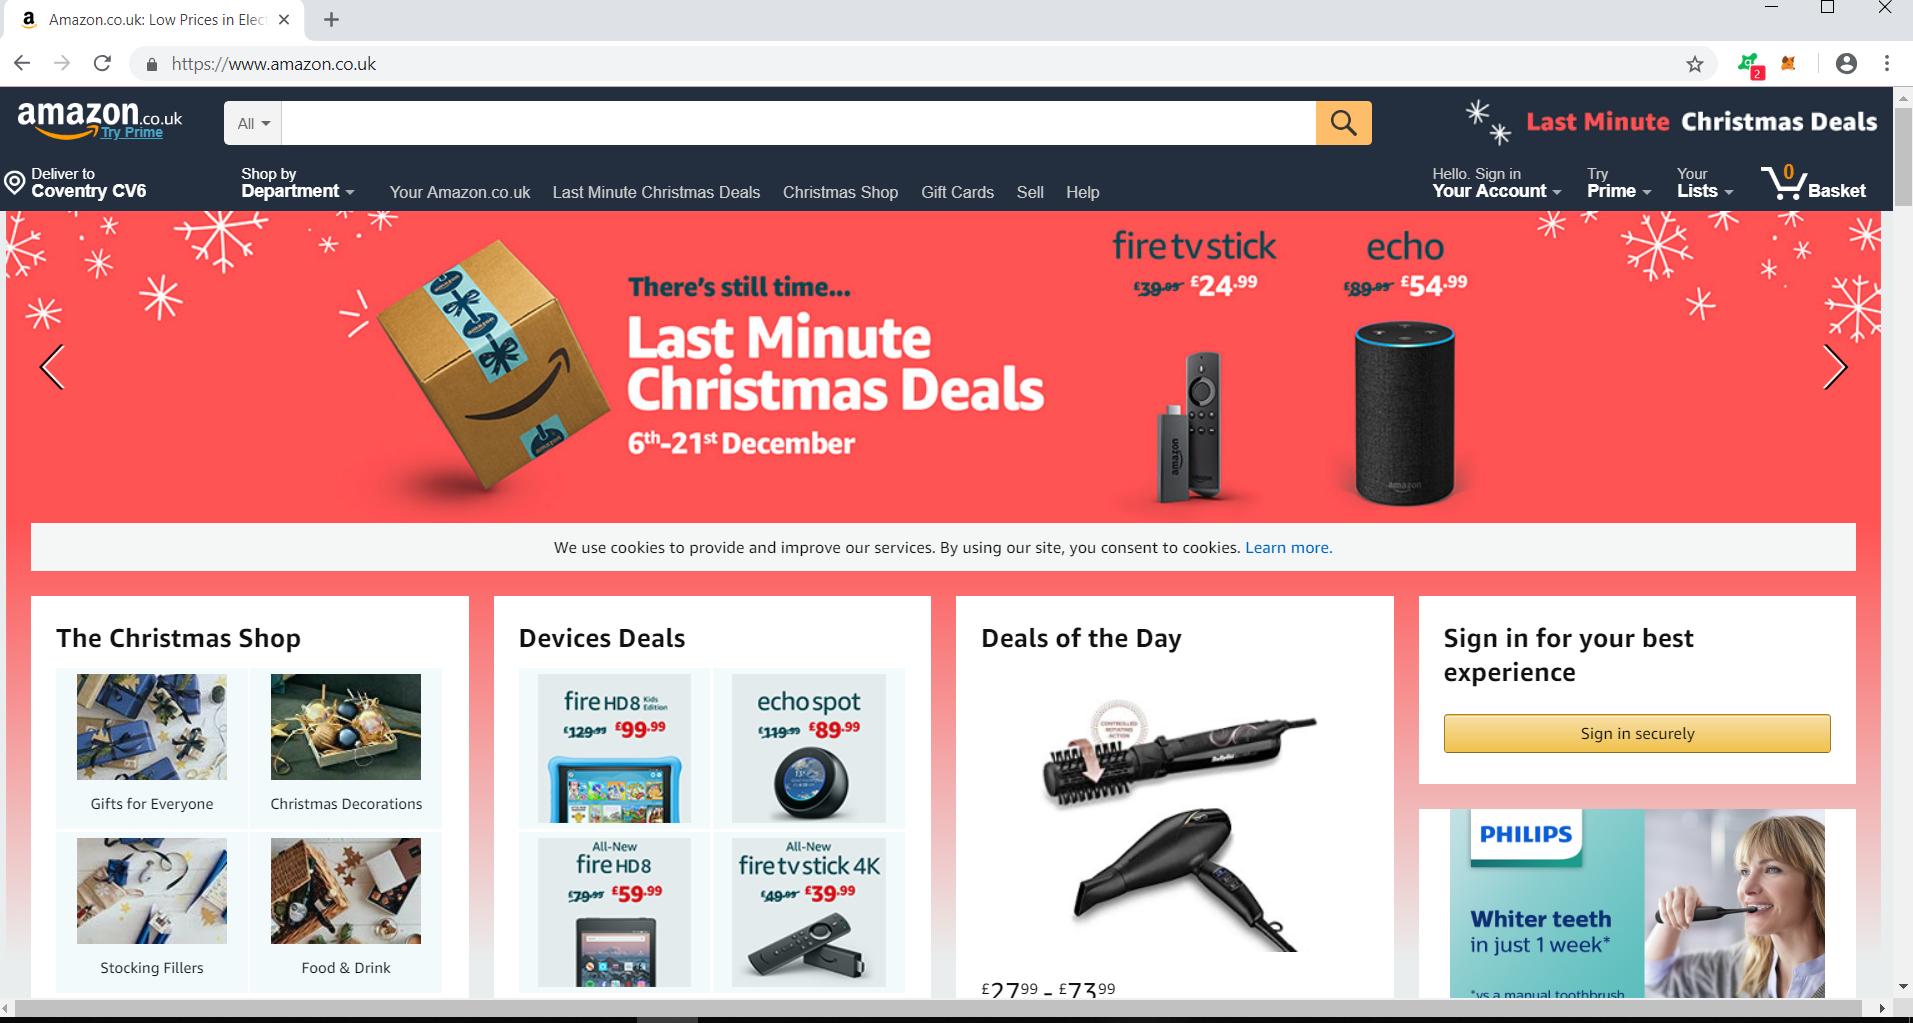 Amazon.co.uk: Low Prices in Elect
https://www.amazon.co.uk
2
amazon.co.uk
Try Prime
All
Last Minute Christmas Deals
Deliver to
Coventry CV6
Shop by
Department
Your Amazon.co.uk
Last Minute Christmas Deals
Christmas Shop
Gift Cards
Sell
Help
Hello. Sign in
Your Account
Try
Prime
Your
Lists
0
Basket
There's still time...
Last Minute
Christmas Deals
6th-21st December
fire tv stick
£39.99 £24.99
echo
£89.99 £54.99
amazon
amazon
We use cookies to provide and improve our services. By using our site, you consent to cookies. Learn more.
The Christmas Shop
Gifts for Everyone
Christmas Decorations
Stocking Fillers
Food & Drink
Devices Deals
fire HD8 Kids Edition
£129.99 £99.99
echo spot
£119.99 £89.99
All-New
fire HD8
£79.99 £59.99
All-New
fire tv stick 4K
£49.99 £39.99
Deals of the Day
CONTROLLED
ROTATING
ACTION
£27.99 - £73.99
Sign in for your best
experience
Sign in securely
PHILIPS
Whiter teeth
in just 1 week*
*vs a manual toothbrush